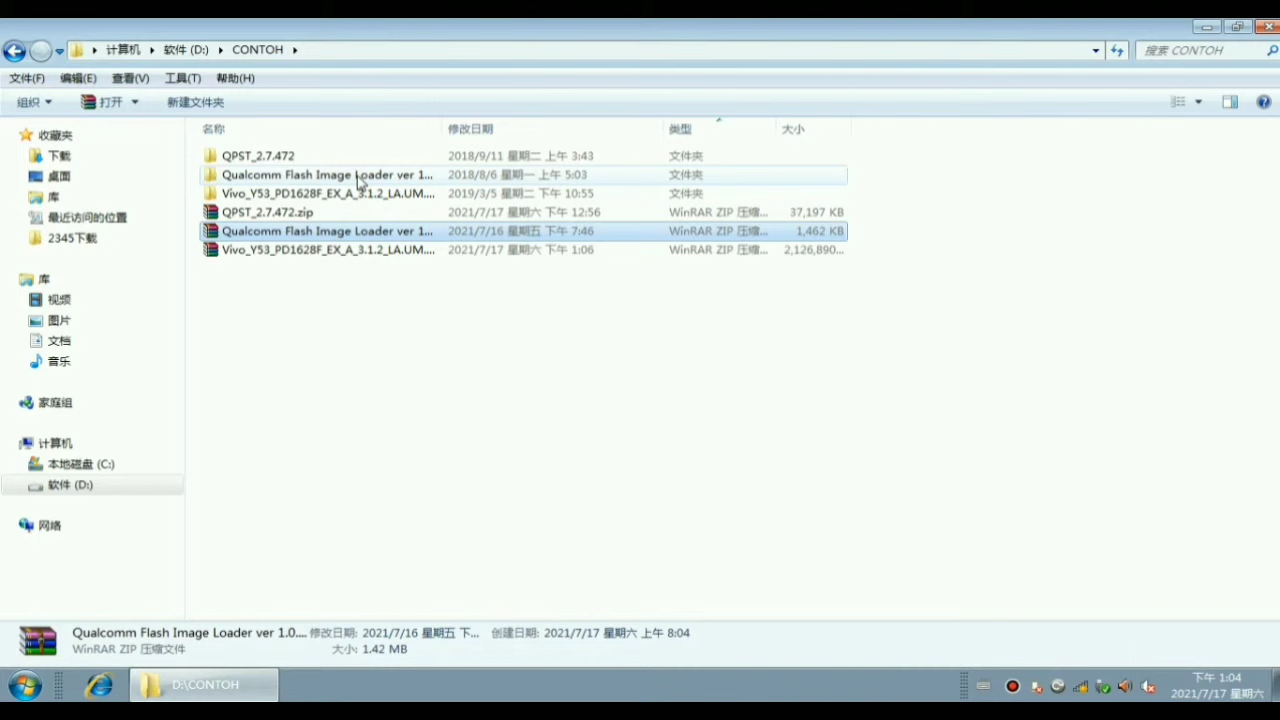 计算机 ▸ 软件 (D:) ▸ CONTOH ▸
搜索 CONTOH
文件(F) 编辑(E) 查看(V) 工具(T) 帮助(H)
组织 打开 新建文件夹
名称 修改日期 类型 大小
QPST_2.7.472 2018/9/11 星期二 上午 3:43 文件夹
Qualcomm Flash Image Loader ver 1... 2018/8/6 星期一 上午 5:03 文件夹
Vivo_Y53_PD1628F_EX_A_3.1.2_LA.UM.... 2019/3/5 星期二 下午 10:55 文件夹
QPST_2.7.472.zip 2021/7/17 星期六 下午 12:56 WinRAR ZIP 压缩... 37,197 KB
Qualcomm Flash Image Loader ver 1... 2021/7/16 星期五 下午 7:46 WinRAR ZIP 压缩... 1,462 KB
Vivo_Y53_PD1628F_EX_A_3.1.2_LA.UM.... 2021/7/17 星期六 下午 1:06 WinRAR ZIP 压缩... 2,126,890...
收藏夹
下载
桌面
库
最近访问的位置
2345下载
库
视频
图片
文档
音乐
家庭组
计算机
本地磁盘 (C:)
软件 (D:)
网络
Qualcomm Flash Image Loader ver 1.0.... 修改日期: 2021/7/16 星期五 下... 创建日期: 2021/7/17 星期六 上午 8:04
WinRAR ZIP 压缩文件 大小: 1.42 MB
D:\CONTOH
下午 1:04
2021/7/17 星期六